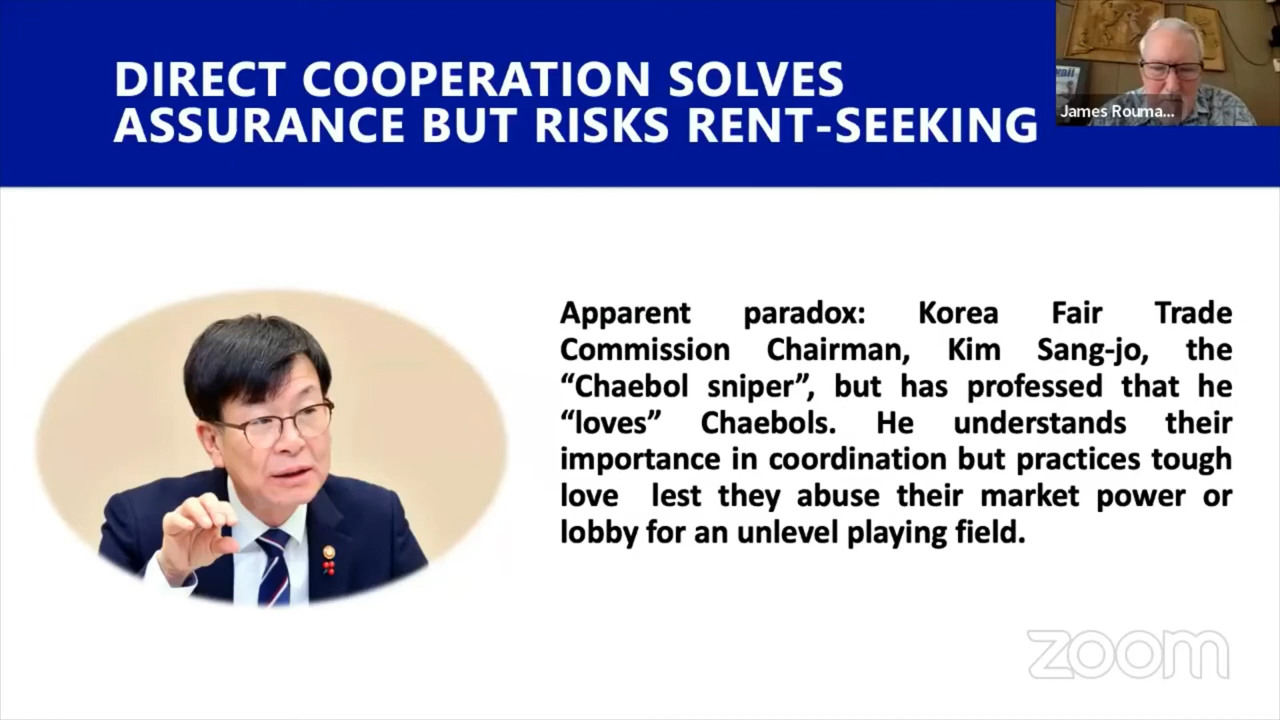 DIRECT COOPERATION SOLVES
ASSURANCE BUT RISKS RENT-SEEKING
James Rouma...
Apparent paradox: Korea Fair Trade
Commission Chairman, Kim Sang-jo, the
“Chaebol sniper”, but has professed that he
“loves” Chaebols. He understands their
importance in coordination but practices tough
love lest they abuse their market power or
lobby for an unlevel playing field.
zoom